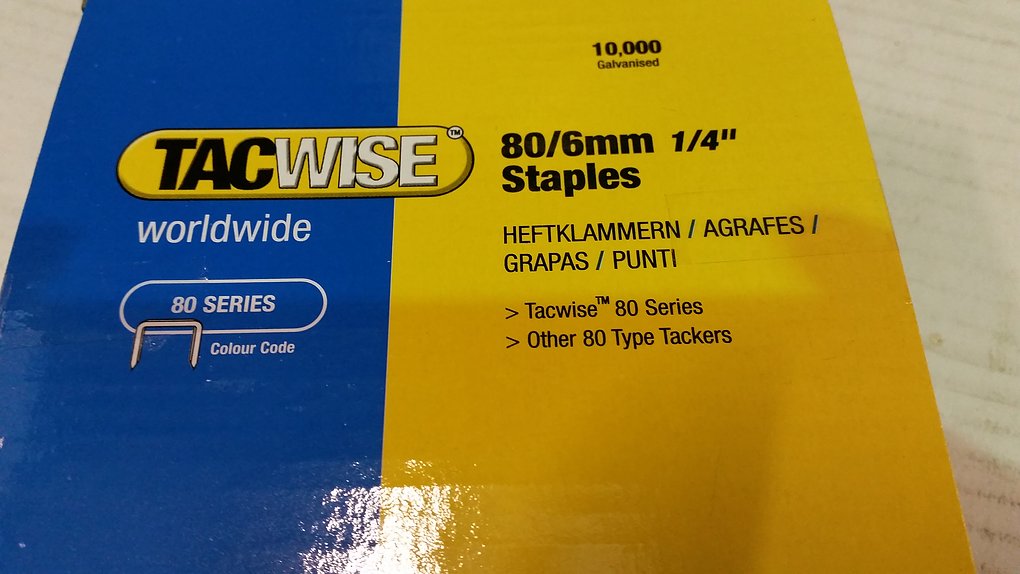 10,000
Galvanised
TACWISE™
worldwide
80 SERIES
Colour Code
80/6mm 1/4"
Staples
HEFTKLAMMERN / AGRAFES /
GRAPAS / PUNTI
> Tacwise™ 80 Series
> Other 80 Type Tackers